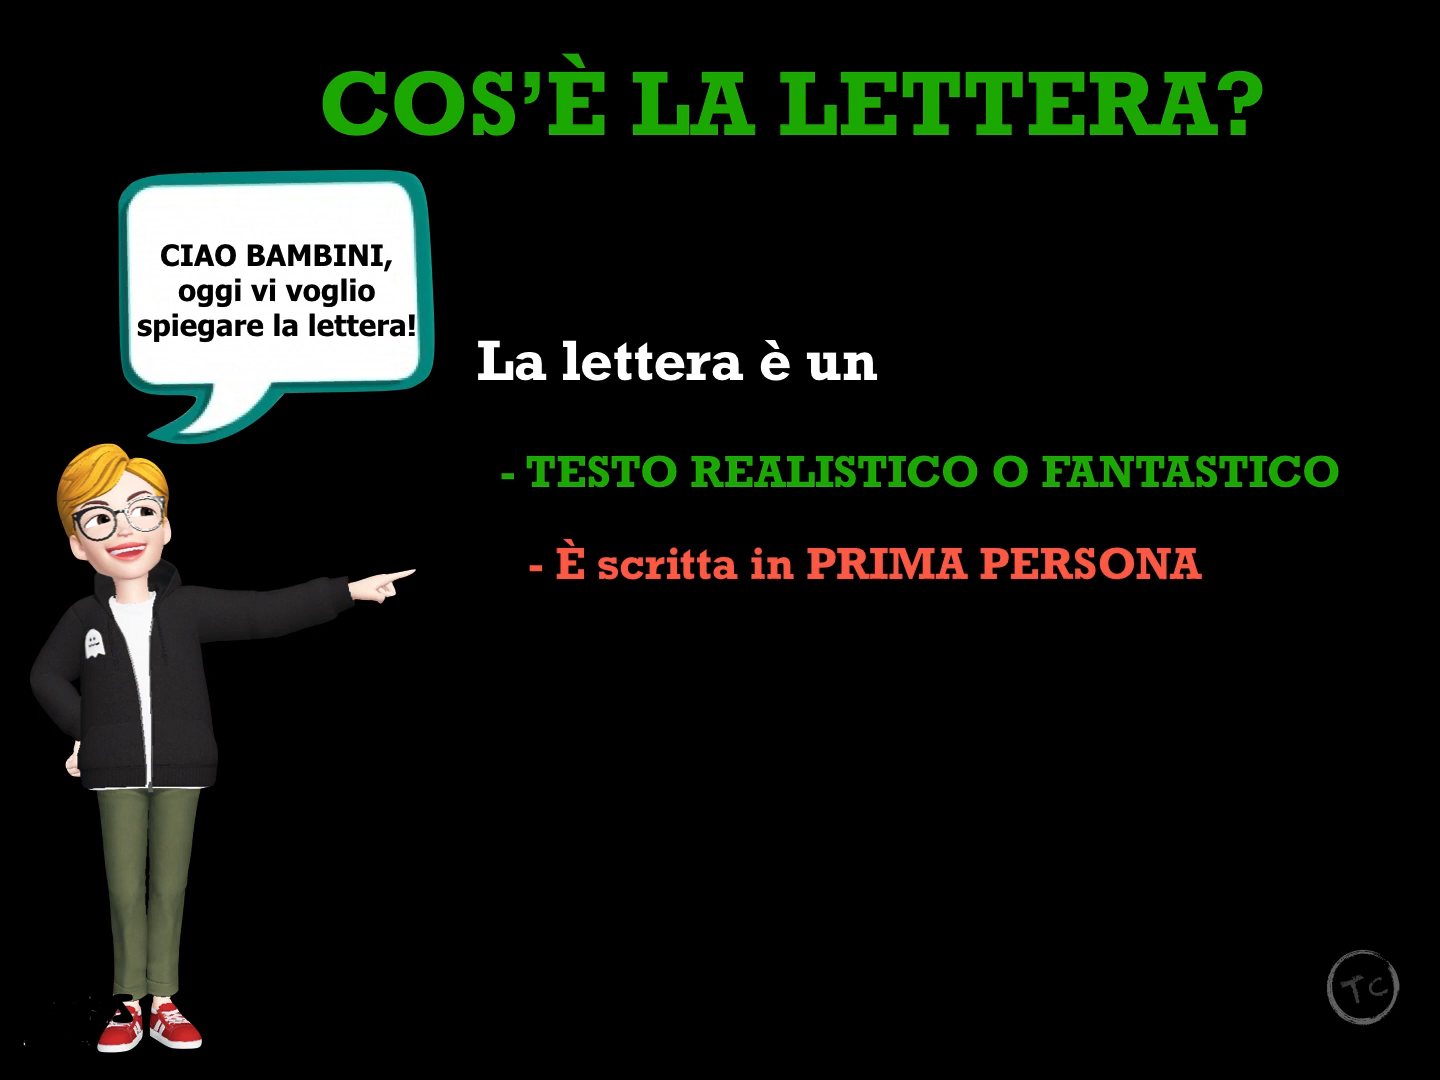 COS’È LA LETTERA?
CIAO BAMBINI,
oggi vi voglio
spiegare la lettera!
La lettera è un
- TESTO REALISTICO O FANTASTICO
- È scritta in PRIMA PERSONA
TC